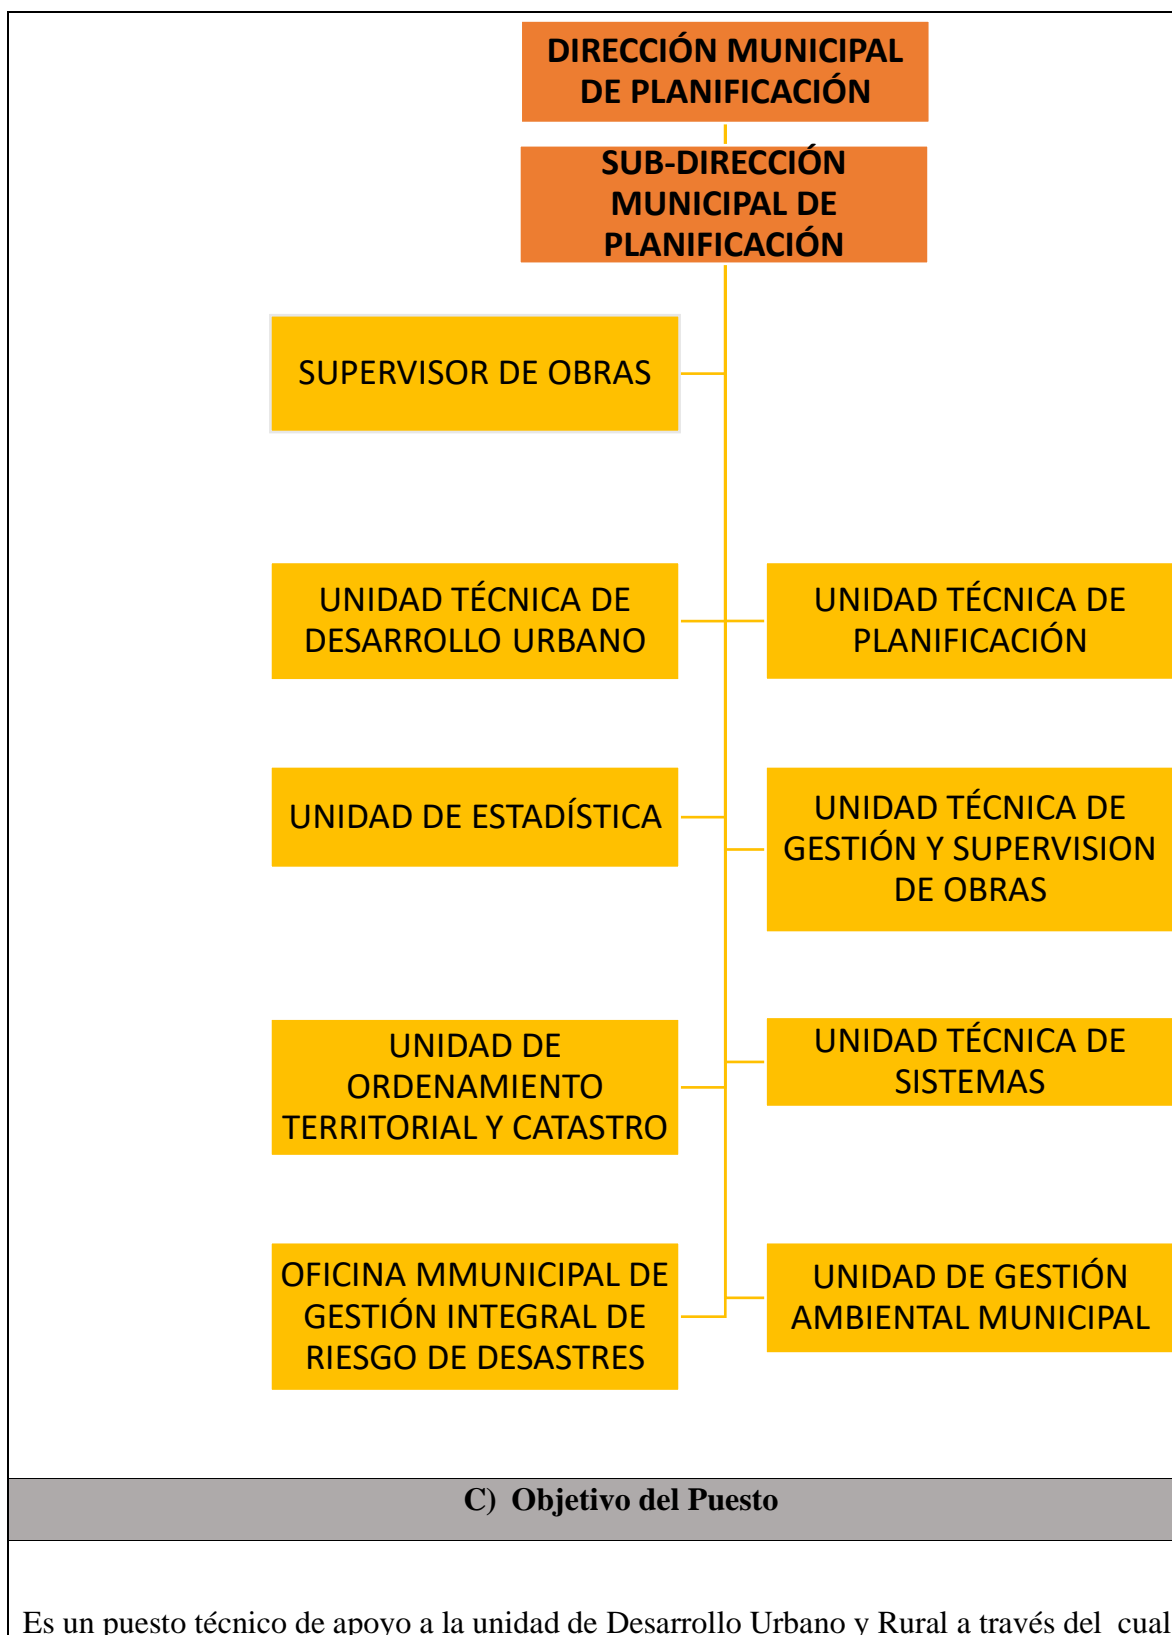 DIRECCIÓN MUNICIPAL
DE PLANIFICACIÓN
SUB-DIRECCIÓN
MUNICIPAL DE
PLANIFICACIÓN
SUPERVISOR DE OBRAS
UNIDAD TÉCNICA DE
DESARROLLO URBANO
UNIDAD TÉCNICA DE
PLANIFICACIÓN
UNIDAD DE ESTADÍSTICA
UNIDAD TÉCNICA DE
GESTIÓN Y SUPERVISION
DE OBRAS
UNIDAD DE
ORDENAMIENTO
TERRITORIAL Y CATASTRO
UNIDAD TÉCNICA DE
SISTEMAS
OFICINA MMUNICIPAL DE
GESTIÓN INTEGRAL DE
RIESGO DE DESASTRES
UNIDAD DE GESTIÓN
AMBIENTAL MUNICIPAL
C) Objetivo del Puesto
Es un puesto técnico de apoyo a la unidad de Desarrollo Urbano y Rural a través del cual